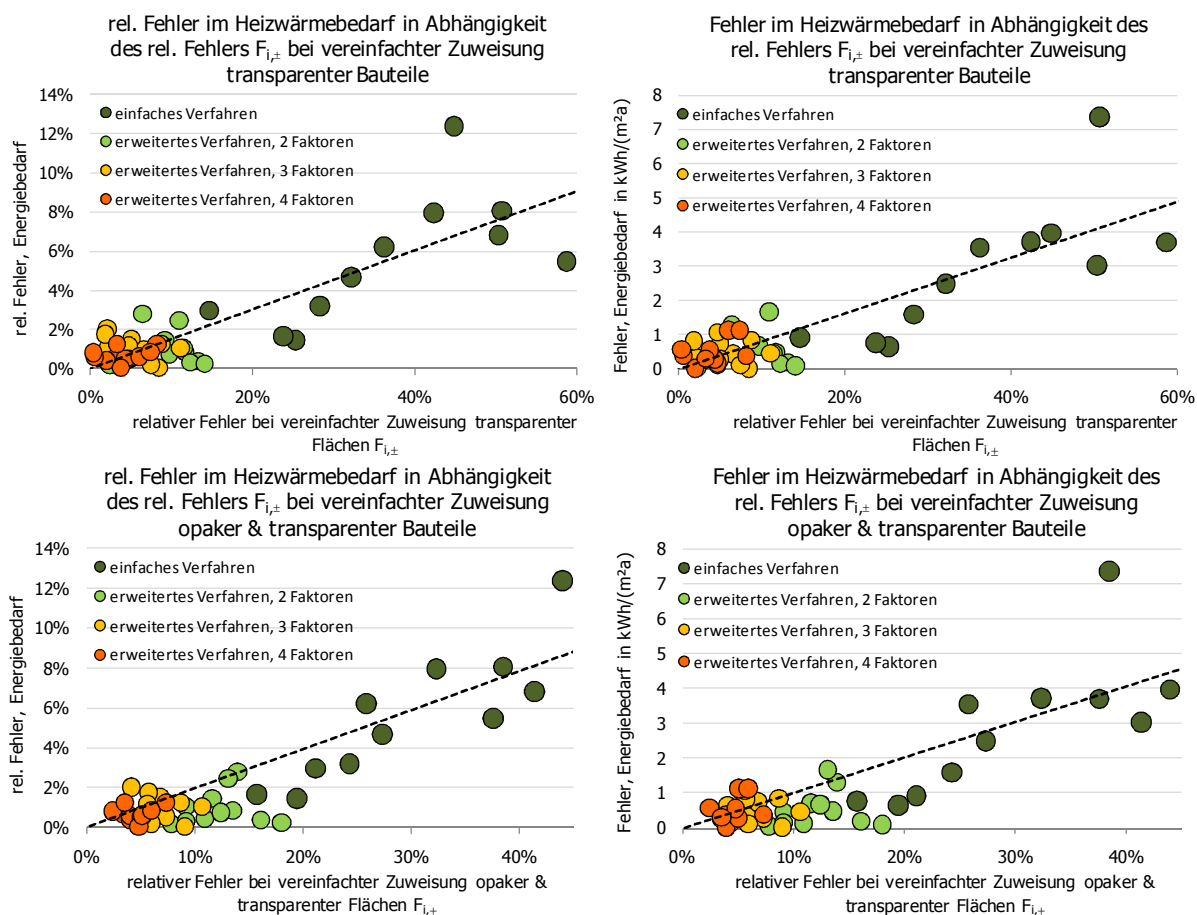 rel. Fehler im Heizwärmebedarf in Abhängigkeit
des rel. Fehlers Fi,± bei vereinfachter Zuweisung
transparenter Bauteile
14%
12%
10%
8%
6%
4%
2%
0%
rel. Fehler, Energiebedarf
einfaches Verfahren
erweitertes Verfahren, 2 Faktoren
erweitertes Verfahren, 3 Faktoren
erweitertes Verfahren, 4 Faktoren
0% 20% 40% 60%
relativer Fehler bei vereinfachter Zuweisung transparenter
Flächen Fi,±
Fehler im Heizwärmebedarf in Abhängigkeit des
rel. Fehlers Fi,± bei vereinfachter Zuweisung
transparenter Bauteile
8
7
6
5
4
3
2
1
0
Fehler, Energiebedarf in kWh/(m²a)
einfaches Verfahren
erweitertes Verfahren, 2 Faktoren
erweitertes Verfahren, 3 Faktoren
erweitertes Verfahren, 4 Faktoren
0% 20% 40% 60%
relativer Fehler bei vereinfachter Zuweisung transparenter
Flächen Fi,±
rel. Fehler im Heizwärmebedarf in Abhängigkeit
des rel. Fehlers Fi,± bei vereinfachter Zuweisung
opaker & transparenter Bauteile
14%
12%
10%
8%
6%
4%
2%
0%
rel. Fehler, Energiebedarf
einfaches Verfahren
erweitertes Verfahren, 2 Faktoren
erweitertes Verfahren, 3 Faktoren
erweitertes Verfahren, 4 Faktoren
0% 10% 20% 30% 40%
relativer Fehler bei vereinfachter Zuweisung opaker &
transparenter Flächen Fi,±
Fehler im Heizwärmebedarf in Abhängigkeit des
rel. Fehlers Fi,± bei vereinfachter Zuweisung
opaker & transparenter Bauteile
8
7
6
5
4
3
2
1
0
Fehler, Energiebedarf in kWh/(m²a)
einfaches Verfahren
erweitertes Verfahren, 2 Faktoren
erweitertes Verfahren, 3 Faktoren
erweitertes Verfahren, 4 Faktoren
0% 10% 20% 30% 40%
relativer Fehler bei vereinfachter Zuweisung opaker &
transparenter Flächen Fi,±